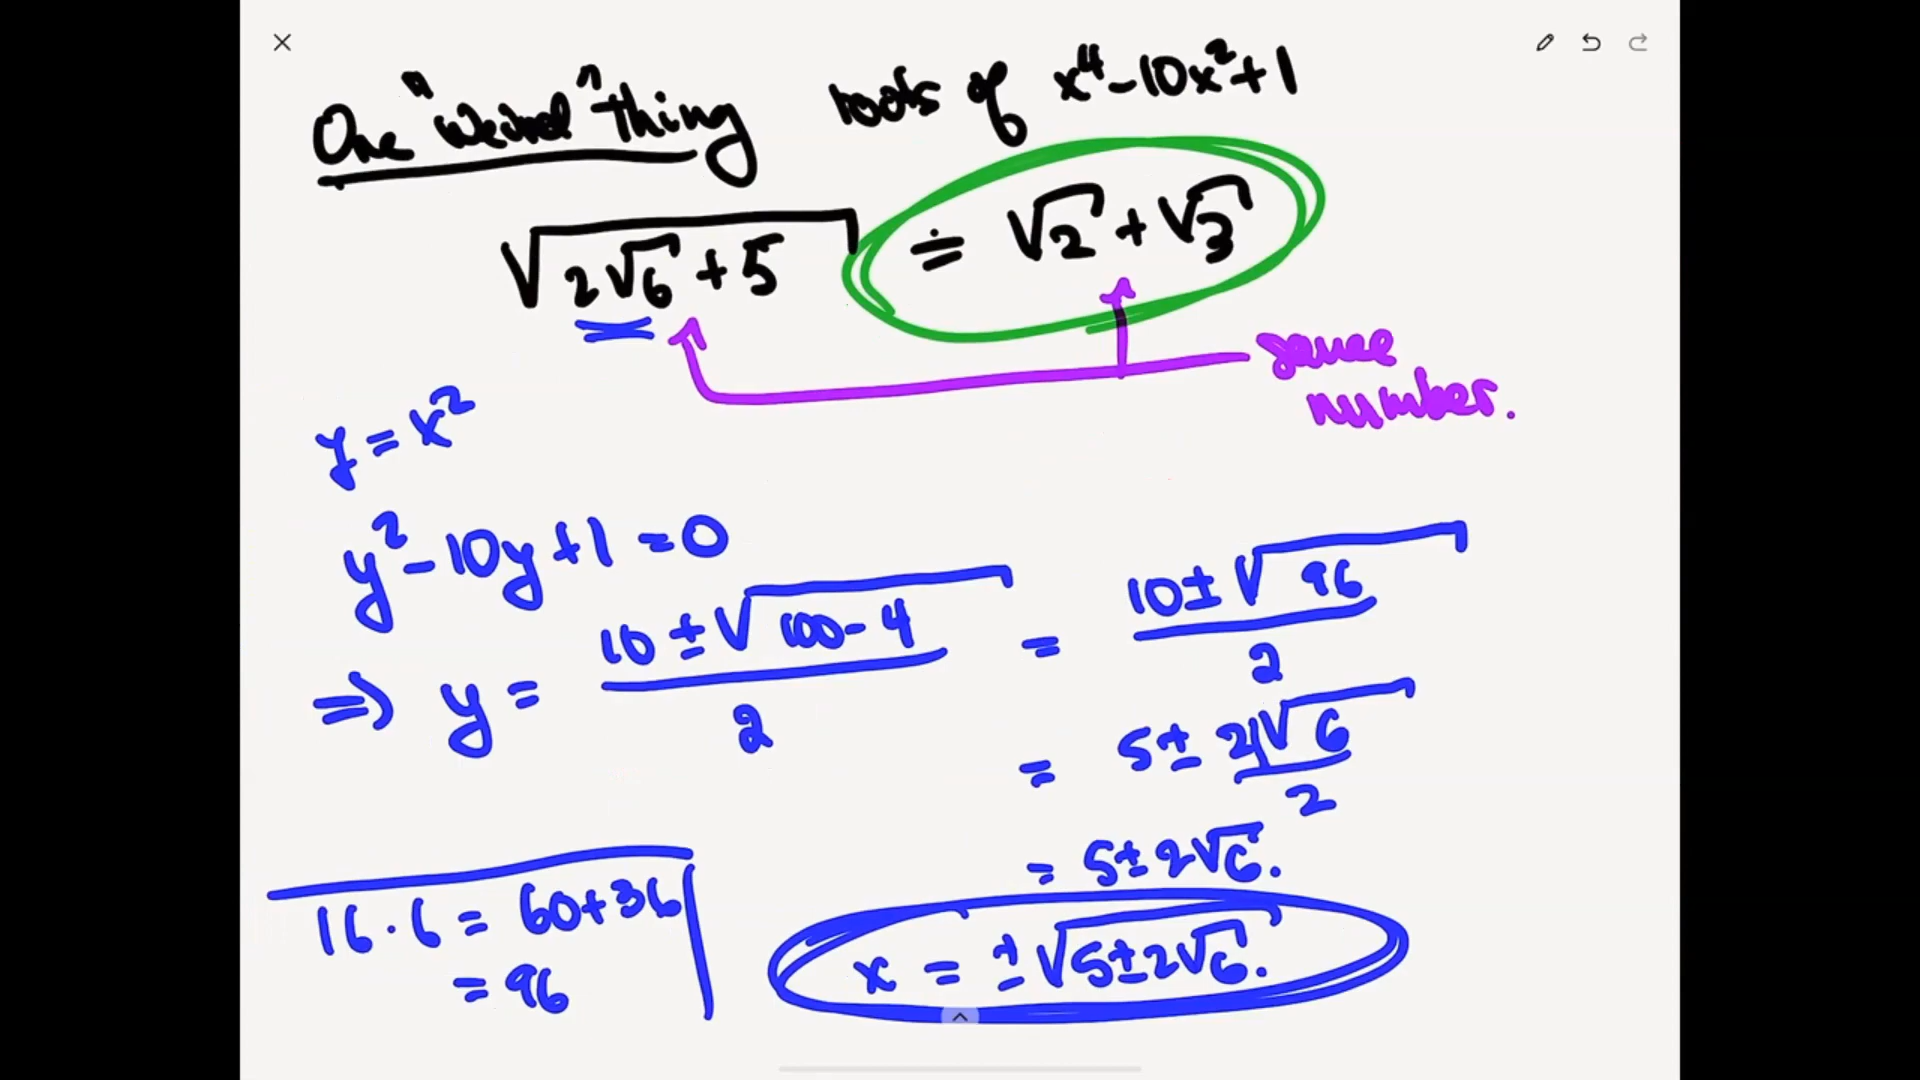 One "weird" thing roots of x⁴-10x²+1
√(2√6+5) ≐ √2+√3
same
number.
y=x²
y²-10y+1=0
⇒ y = (10±√(100-4))/2 = (10±√96)/2
= 5± 4√6/2
= 5±2√6.
16·6 = 60+36
= 96
x = ±√(5±2√6).